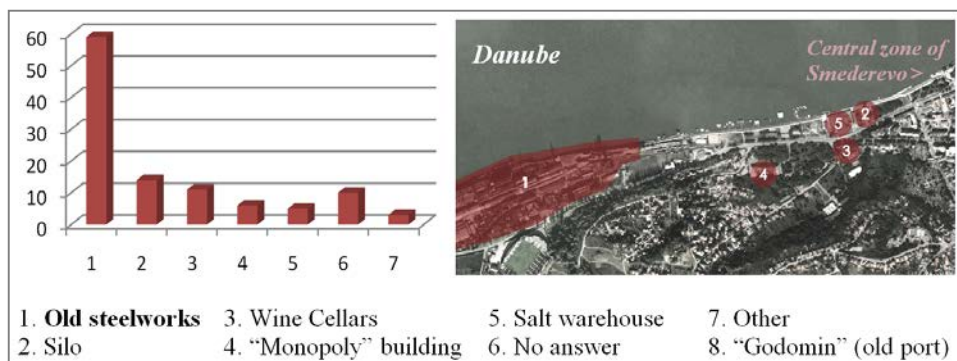 60
50
40
30
20
10
0
1 2 3 4 5 6 7
Danube
Central zone of
Smederevo >
1
2
3
4
5
1. Old steelworks 3. Wine Cellars 5. Salt warehouse 7. Other
2. Silo 4. “Monopoly” building 6. No answer 8. “Godomin” (old port)